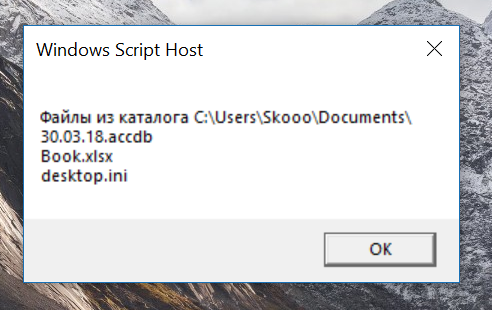 Windows Script Host
Файлы из каталога C:\Users\Skooo\Documents\
30.03.18.accdb
Book.xlsx
desktop.ini
OK